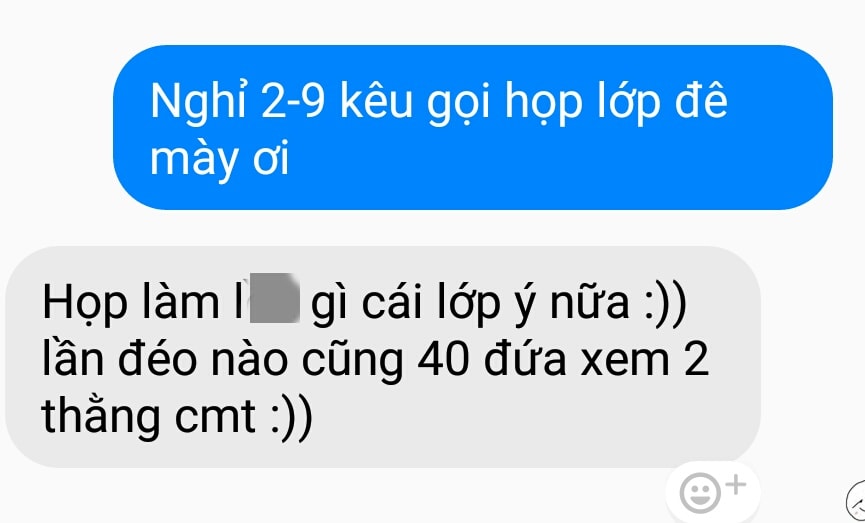 Nghỉ 2-9 kêu gọi họp lớp đê
mày ơi
Họp làm l gì cái lớp ý nữa :))
lần đéo nào cũng 40 đứa xem 2
thằng cmt :))